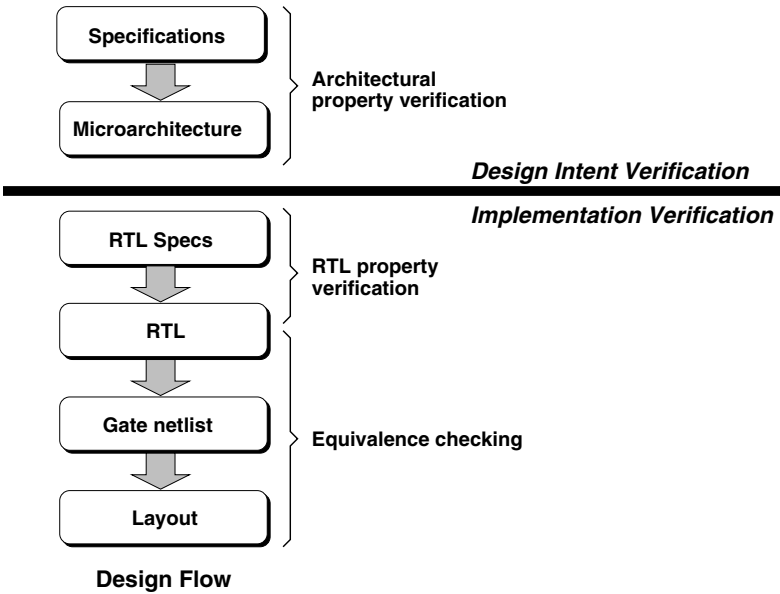 Specifications
Architectural
property verification
Microarchitecture
Design Intent Verification
Implementation Verification
RTL Specs
RTL property
verification
RTL
Gate netlist
Equivalence checking
Layout
Design Flow